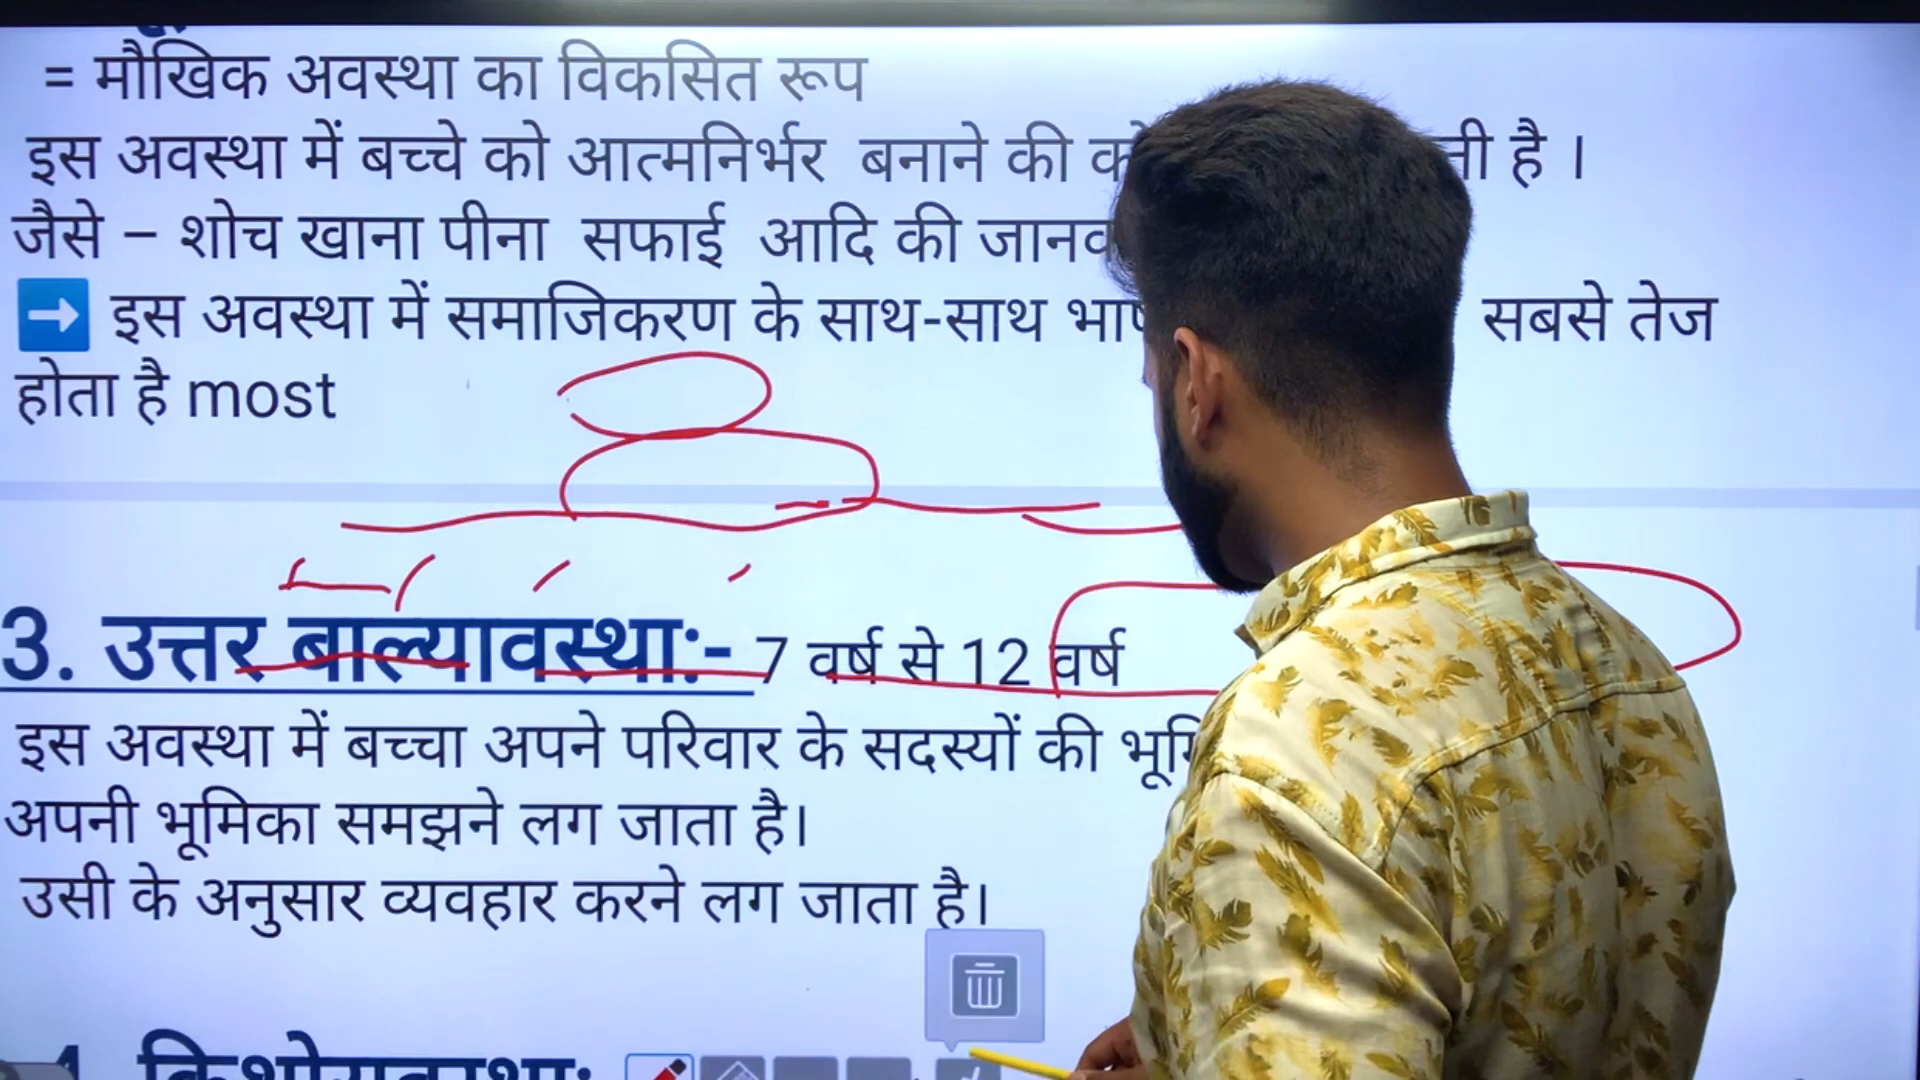 = मौखिक अवस्था का विकसित रूप
इस अवस्था में बच्चे को आत्मनिर्भर बनाने की है ।
जैसे – शोच खाना पीना सफाई आदि की
➡ इस अवस्था में समाजिकरण के साथ-साथ सबसे तेज
होता है most
3. उत्तर बाल्यावस्थाः- 7 वर्ष से 12 वर्ष
इस अवस्था में बच्चा अपने परिवार के सदस्यों की
अपनी भूमिका समझने लग जाता है।
उसी के अनुसार व्यवहार करने लग जाता है।